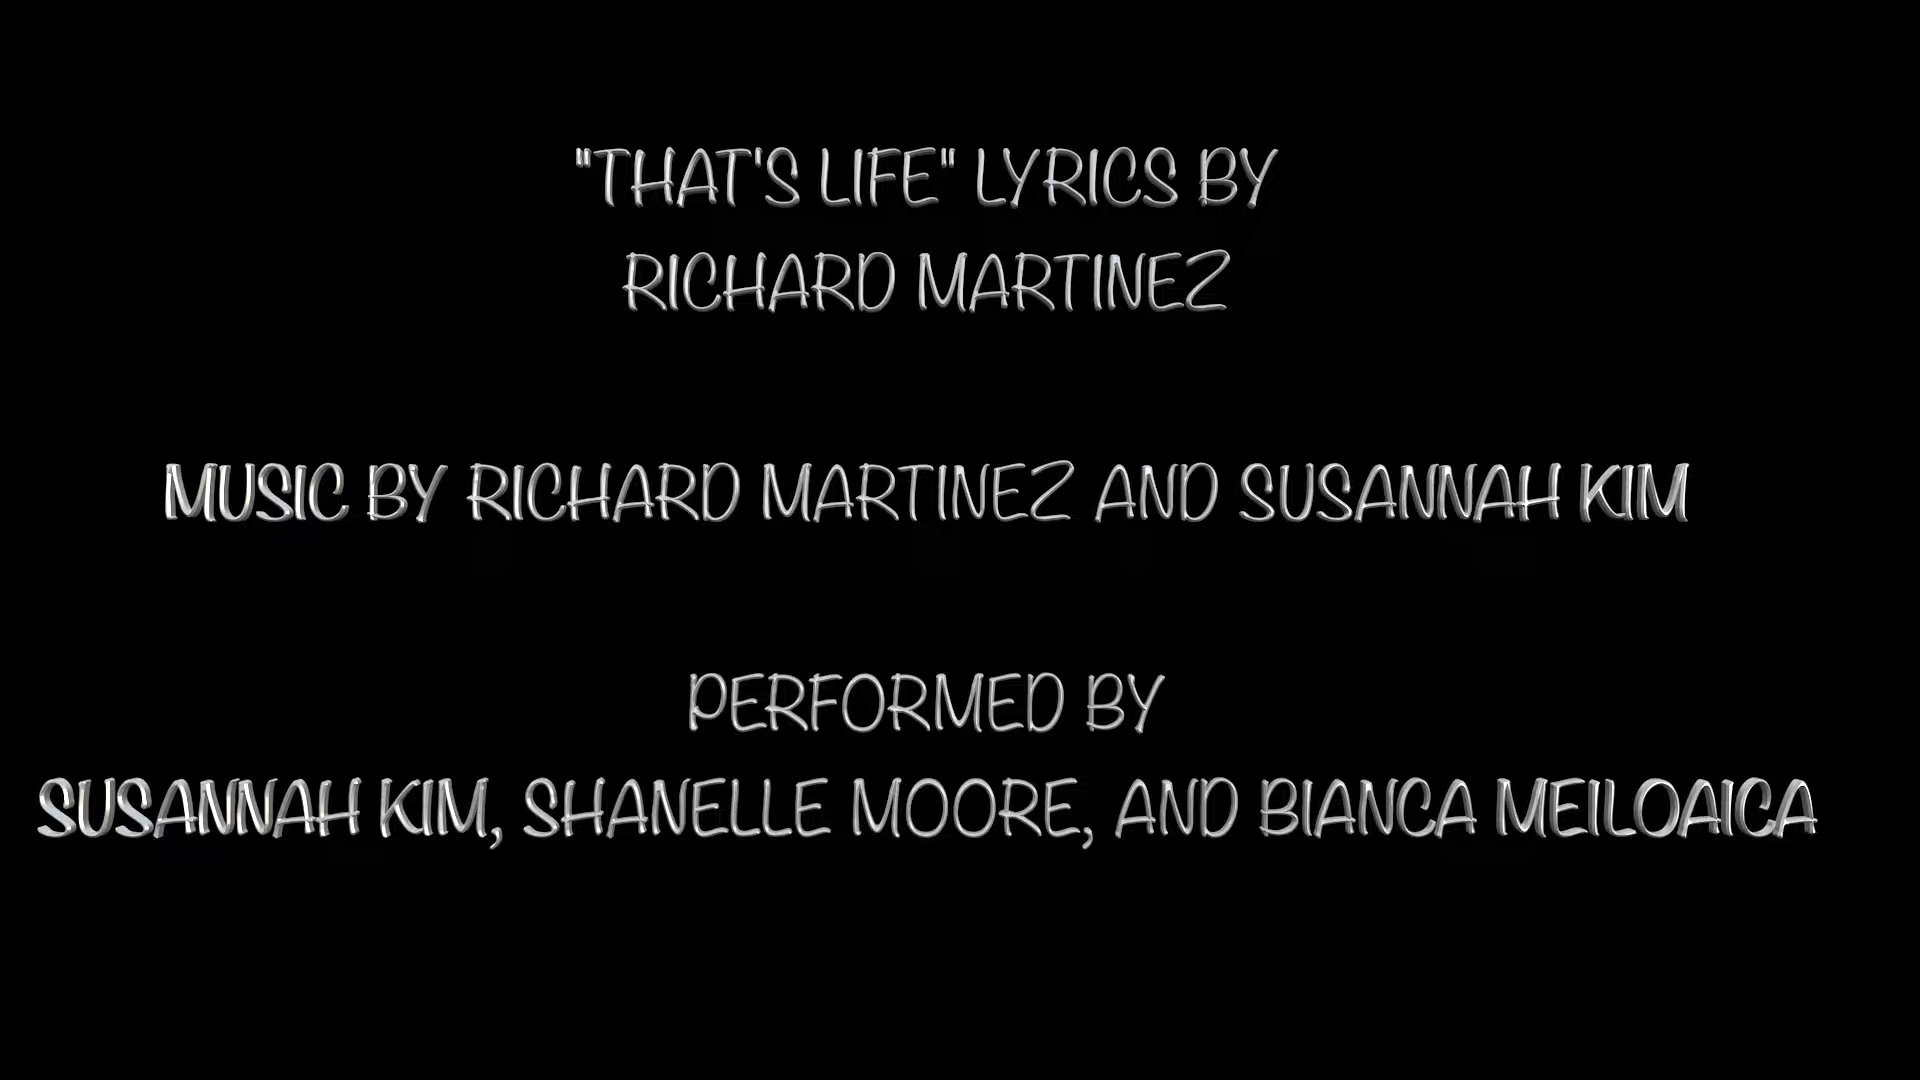 "THAT'S LIFE" LYRICS BY
RICHARD MARTINEZ
MUSIC BY RICHARD MARTINEZ AND SUSANNAH KIM
PERFORMED BY
SUSANNAH KIM, SHANELLE MOORE, AND BIANCA MEILOAICA